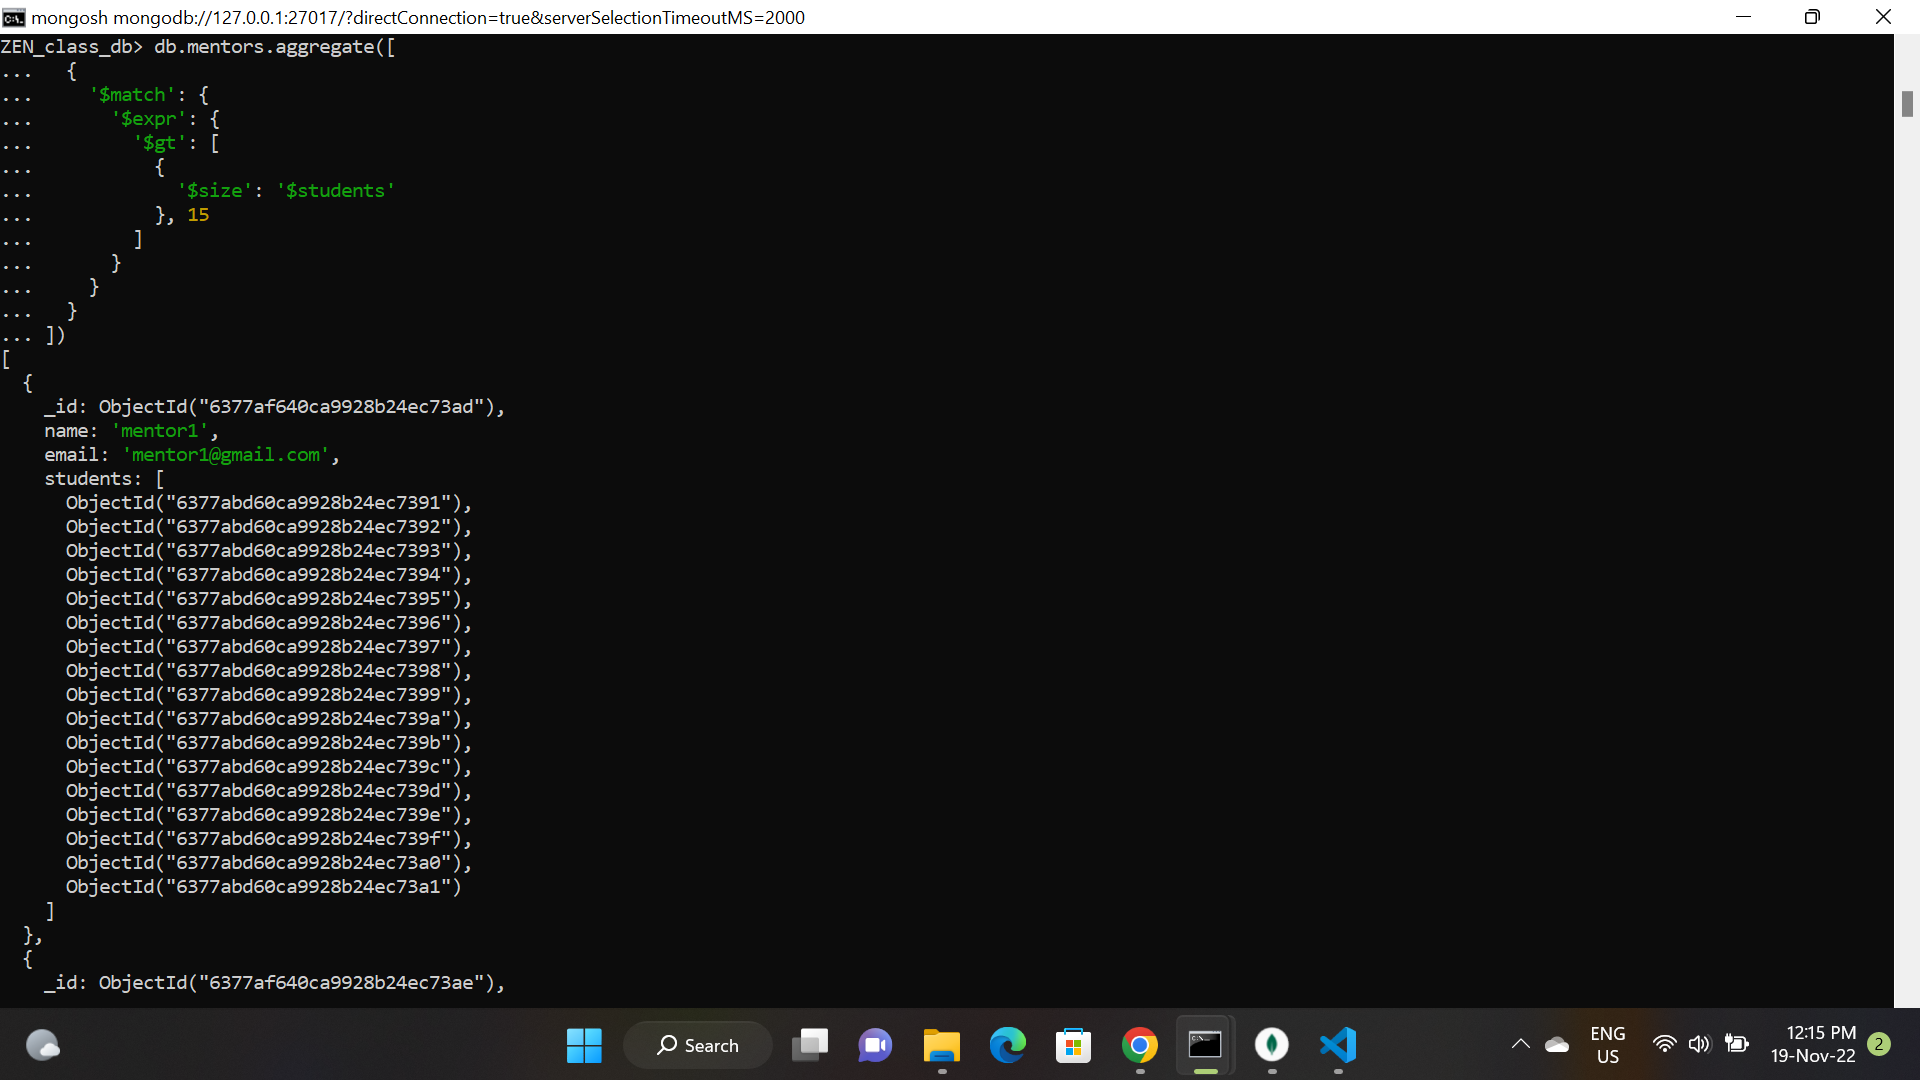 mongosh mongodb://127.0.0.1:27017/?directConnection=true&serverSelectionTimeoutMS=2000
ZEN_class_db> db.mentors.aggregate([
...   {
...     '$match': {
...       '$expr': {
...         '$gt': [
...           {
...             '$size': '$students'
...           }, 15
...         ]
...       }
...     }
...   }
... ])
[
  {
    _id: ObjectId("6377af640ca9928b24ec73ad"),
    name: 'mentor1',
    email: 'mentor1@gmail.com',
    students: [
      ObjectId("6377abd60ca9928b24ec7391"),
      ObjectId("6377abd60ca9928b24ec7392"),
      ObjectId("6377abd60ca9928b24ec7393"),
      ObjectId("6377abd60ca9928b24ec7394"),
      ObjectId("6377abd60ca9928b24ec7395"),
      ObjectId("6377abd60ca9928b24ec7396"),
      ObjectId("6377abd60ca9928b24ec7397"),
      ObjectId("6377abd60ca9928b24ec7398"),
      ObjectId("6377abd60ca9928b24ec7399"),
      ObjectId("6377abd60ca9928b24ec739a"),
      ObjectId("6377abd60ca9928b24ec739b"),
      ObjectId("6377abd60ca9928b24ec739c"),
      ObjectId("6377abd60ca9928b24ec739d"),
      ObjectId("6377abd60ca9928b24ec739e"),
      ObjectId("6377abd60ca9928b24ec739f"),
      ObjectId("6377abd60ca9928b24ec73a0"),
      ObjectId("6377abd60ca9928b24ec73a1")
    ]
  },
  {
    _id: ObjectId("6377af640ca9928b24ec73ae"),
Search
ENG
US
12:15 PM
19-Nov-22
2